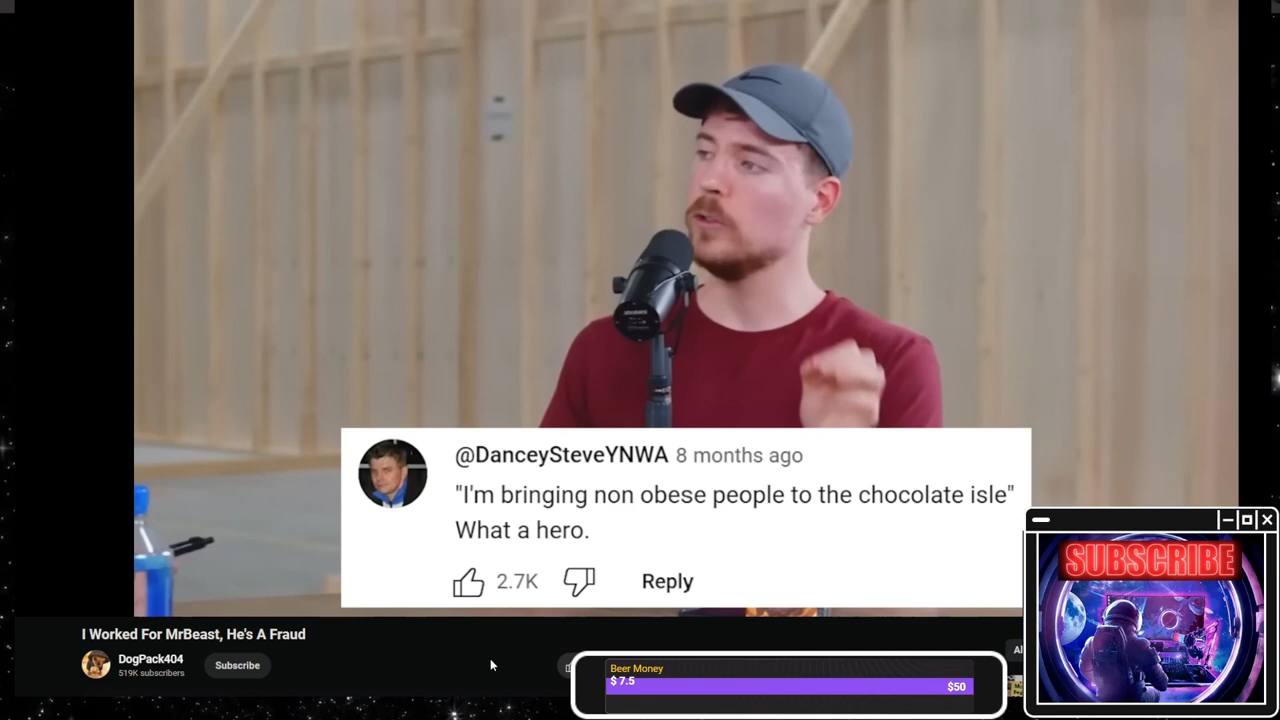 @DanceySteveYNWA 8 months ago
"I'm bringing non obese people to the chocolate isle"
What a hero.
2.7K
Reply
SUBSCRIBE
I Worked For MrBeast, He's A Fraud
DogPack404
519K subscribers
Subscribe
Al
Beer Money
$ 7.5
$50